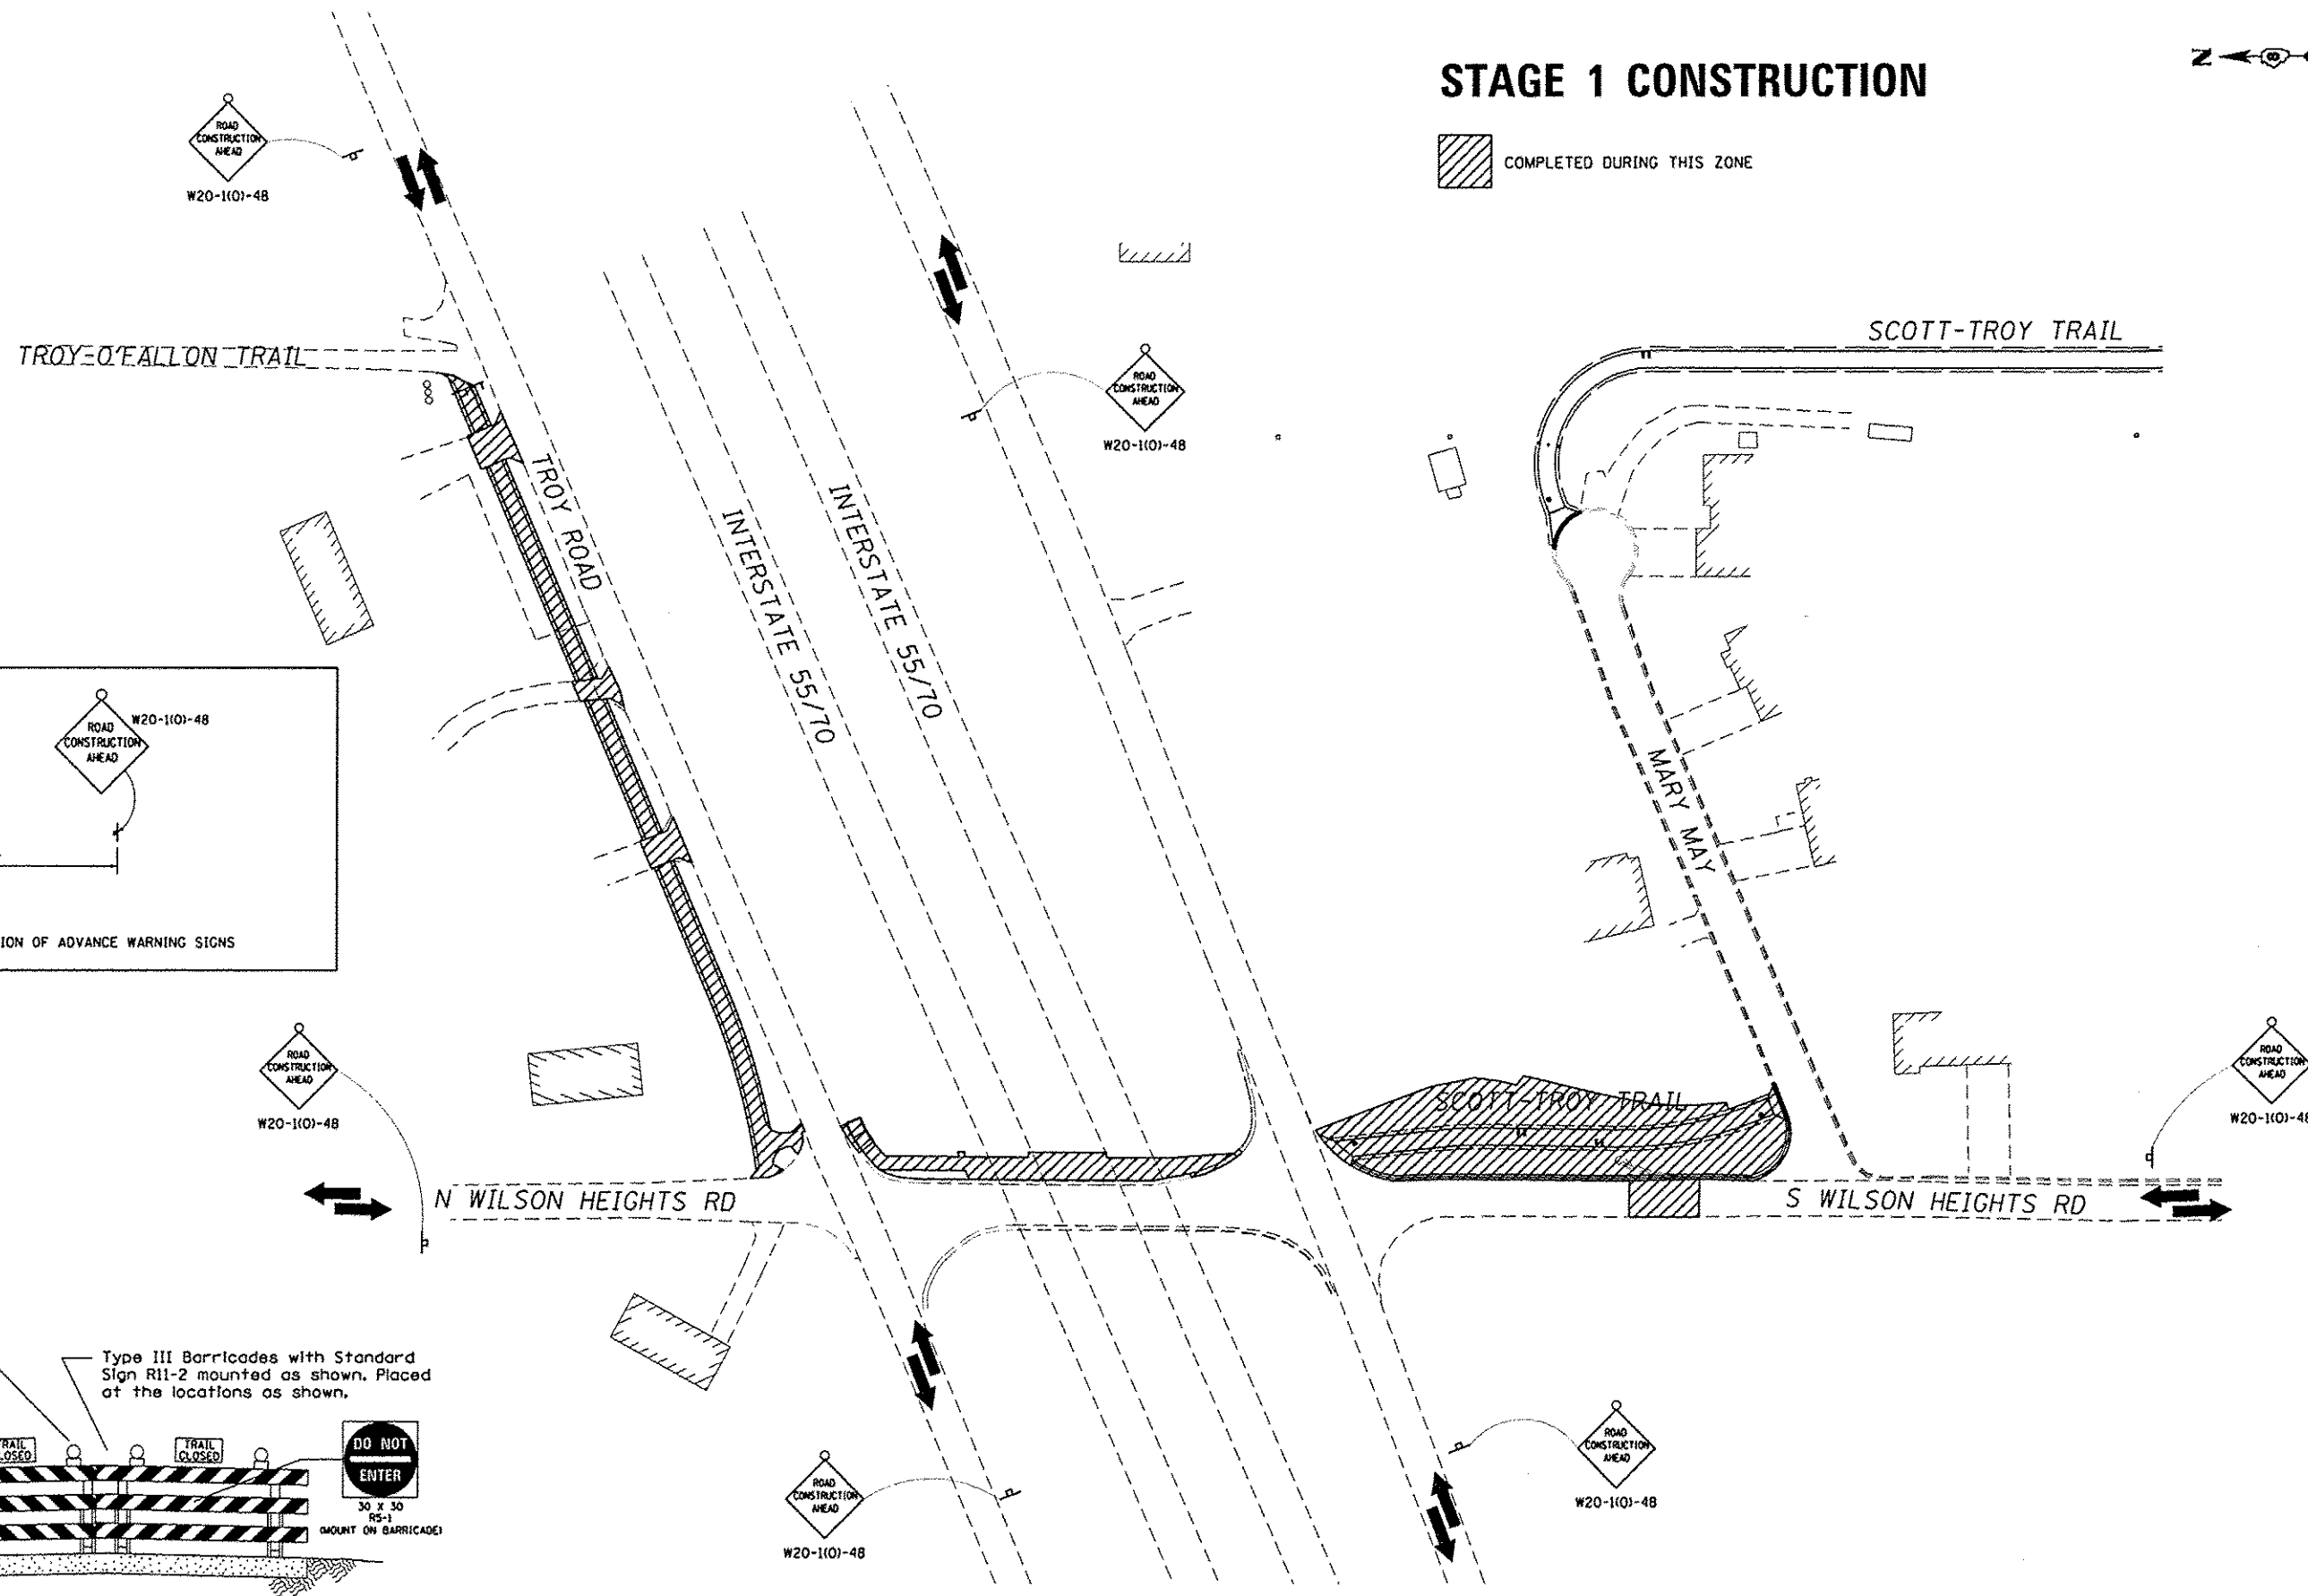 STAGE 1 CONSTRUCTION
COMPLETED DURING THIS ZONE
N
ROAD
CONSTRUCTION
AHEAD
W20-1(O)-48
TROY-O'FALLON TRAIL
SCOTT-TROY TRAIL
ROAD
CONSTRUCTION
AHEAD
W20-1(O)-48
TROY ROAD
INTERSTATE 55/70
INTERSTATE 55/70
MARY MAY
ROAD
CONSTRUCTION
AHEAD
W20-1(O)-48
ION OF ADVANCE WARNING SIGNS
ROAD
CONSTRUCTION
AHEAD
W20-1(O)-48
ROAD
CONSTRUCTION
AHEAD
W20-1(O)-48
SCOTT-TROY TRAIL
N WILSON HEIGHTS RD
S WILSON HEIGHTS RD
Type III Barricades with Standard
Sign R11-2 mounted as shown. Placed
at the locations as shown.
RAIL
LOSED
TRAIL
CLOSED
DO NOT
ENTER
30 X 30
R5-1
(MOUNT ON BARRICADE)
ROAD
CONSTRUCTION
AHEAD
W20-1(O)-48
ROAD
CONSTRUCTION
AHEAD
W20-1(O)-48